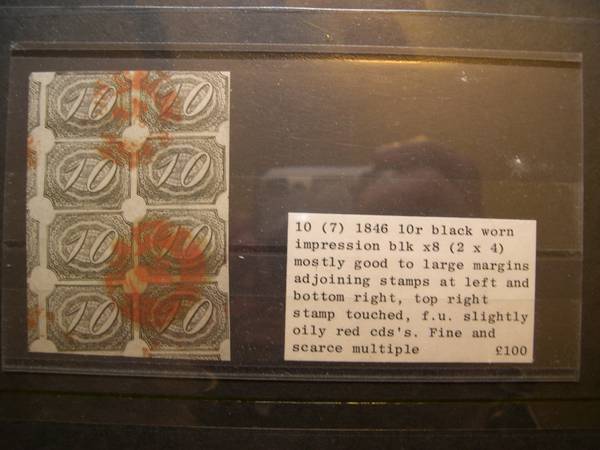 10 10
10 10
10 10
10 10
10 (7) 1846 10r black worn
impression blk x8 (2 x 4)
mostly good to large margins
adjoining stamps at left and
bottom right, top right
stamp touched, f.u. slightly
oily red cds's. Fine and
scarce multiple £100